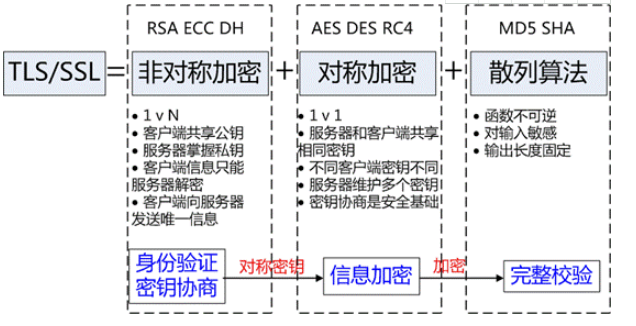 RSA ECC DH
AES DES RC4
MD5 SHA
TLS/SSL = 非对称加密 + 对称加密 + 散列算法
• 1 v N
• 客户端共享公钥
• 服务器掌握私钥
• 客户端信息只能
服务器解密
• 客户端向服务器
发送唯一信息
• 1 v 1
• 服务器和客户端共享
相同密钥
• 不同客户端密钥不同
• 服务器维护多个密钥
• 密钥协商是安全基础
• 函数不可逆
• 对输入敏感
• 输出长度固定
身份验证
密钥协商
对称密钥
信息加密
加密
完整校验